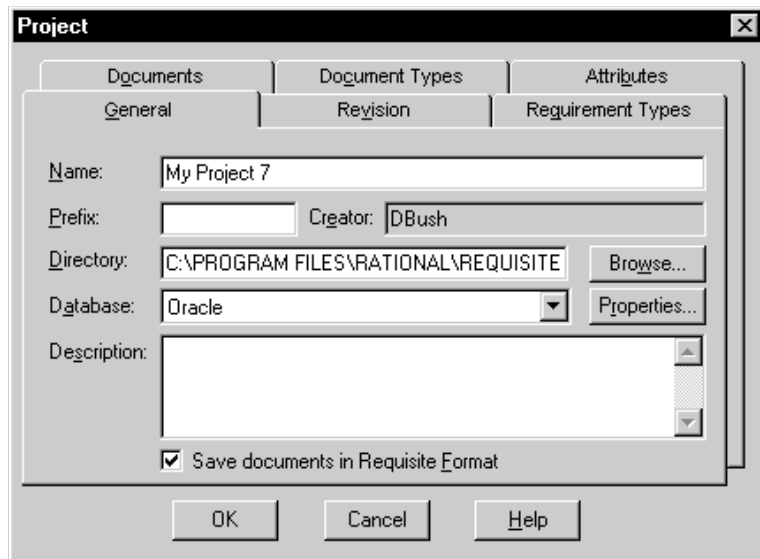 Project
Documents Document Types Attributes
General Revision Requirement Types
Name: My Project 7
Prefix: Creator: DBush
Directory: C:\PROGRAM FILES\RATIONAL\REQUISITE Browse...
Database: Oracle Properties...
Description:
Save documents in Requisite Format
OK Cancel Help